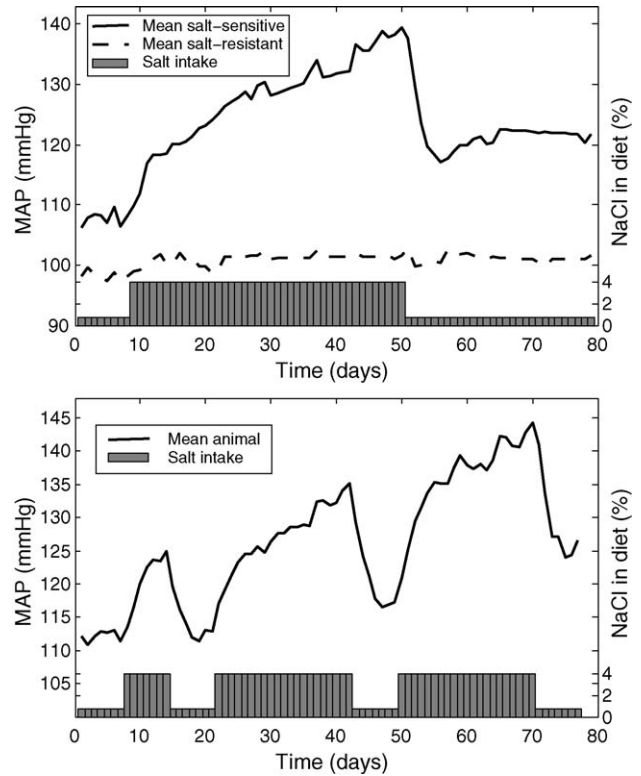 140
130
120
110
100
90
MAP (mmHg)
Mean salt-sensitive
Mean salt-resistant
Salt intake
4
2
0
NaCl in diet (%)
0 10 20 30 40 50 60 70 80
Time (days)
145
140
135
130
125
120
115
110
105
MAP (mmHg)
Mean animal
Salt intake
4
2
0
NaCl in diet (%)
0 10 20 30 40 50 60 70 80
Time (days)